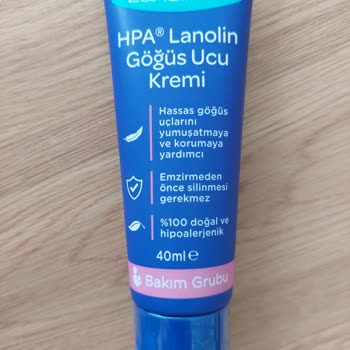 HPA® Lanolin
Göğüs Ucu
Kremi
Hassas göğüs
uçlarını
yumuşatmaya
ve korumaya
yardımcı
Emzirmeden
önce silinmesi
gerekmez
%100 doğal ve
hipoalerjenik
40ml e
Bakım Grubu